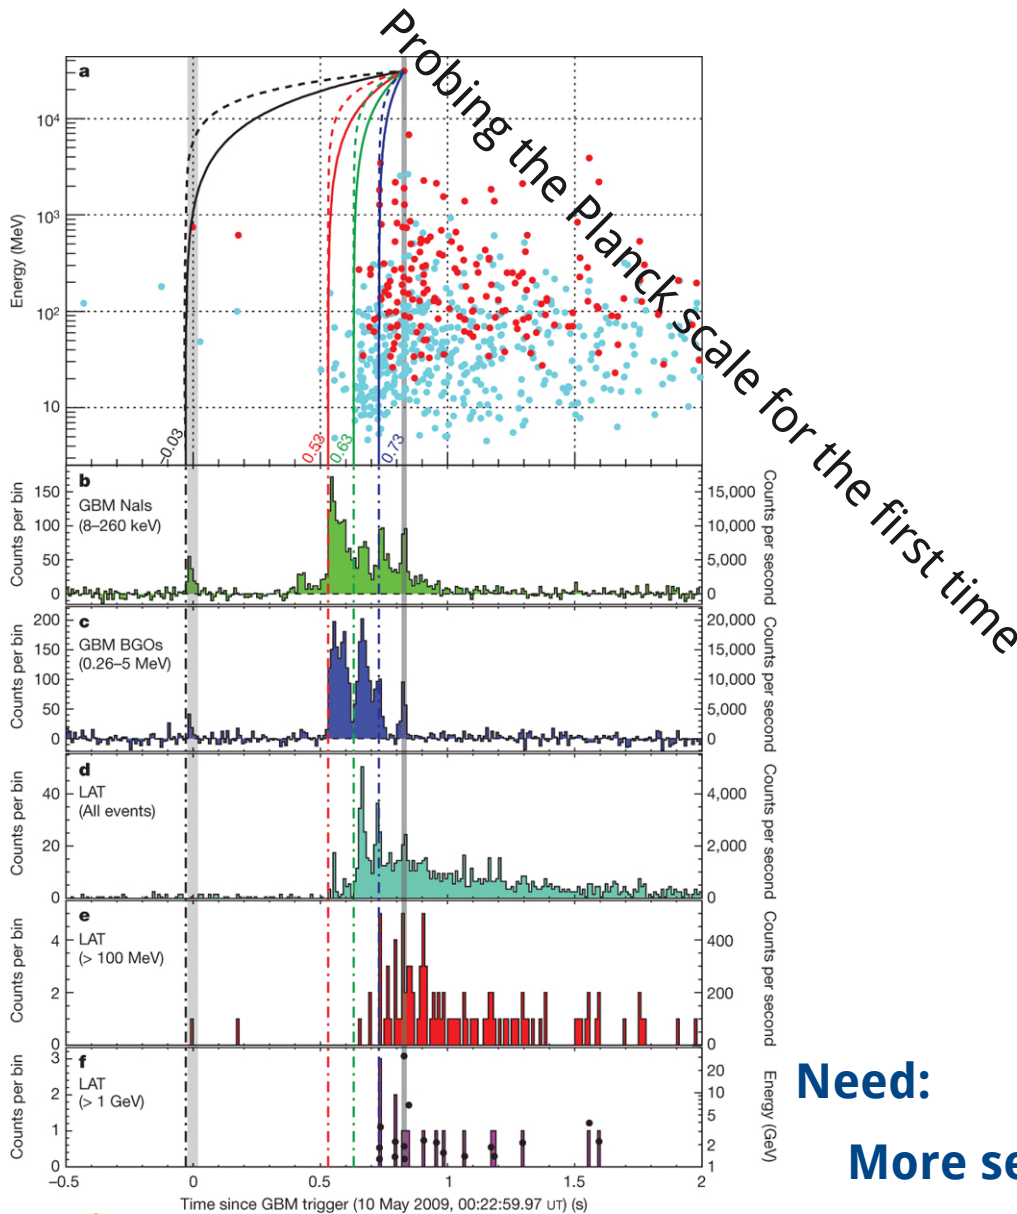 Probing the Planck scale for the first time
a
Energy (MeV)
10⁴
10³
10²
10
−0.03
0.53
0.63
0.73
b
GBM NaIs
(8–260 keV)
Counts per bin
150
100
50
0
15,000
10,000
5,000
0
Counts per second
c
GBM BGOs
(0.26–5 MeV)
Counts per bin
200
150
100
50
0
20,000
15,000
10,000
5,000
0
Counts per second
d
LAT
(All events)
Counts per bin
40
20
0
4,000
2,000
0
Counts per second
e
LAT
(> 100 MeV)
Counts per bin
4
2
0
400
200
0
Counts per second
f
LAT
(> 1 GeV)
Counts per bin
3
2
1
0
20
10
5
2
1
Energy (GeV)
−0.5 0 0.5 1 1.5 2
Time since GBM trigger (10 May 2009, 00:22:59.97 UT) (s)
Need:
More se